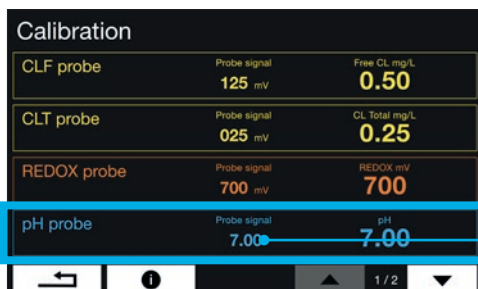 Calibration
CLF probe
Probe signal
125 mV
Free CL mg/L
0.50
CLT probe
Probe signal
025 mV
CL Total mg/L
0.25
REDOX probe
Probe signal
700 mV
REDOX mV
700
pH probe
Probe signal
7.00
pH
7.00
i
1/2